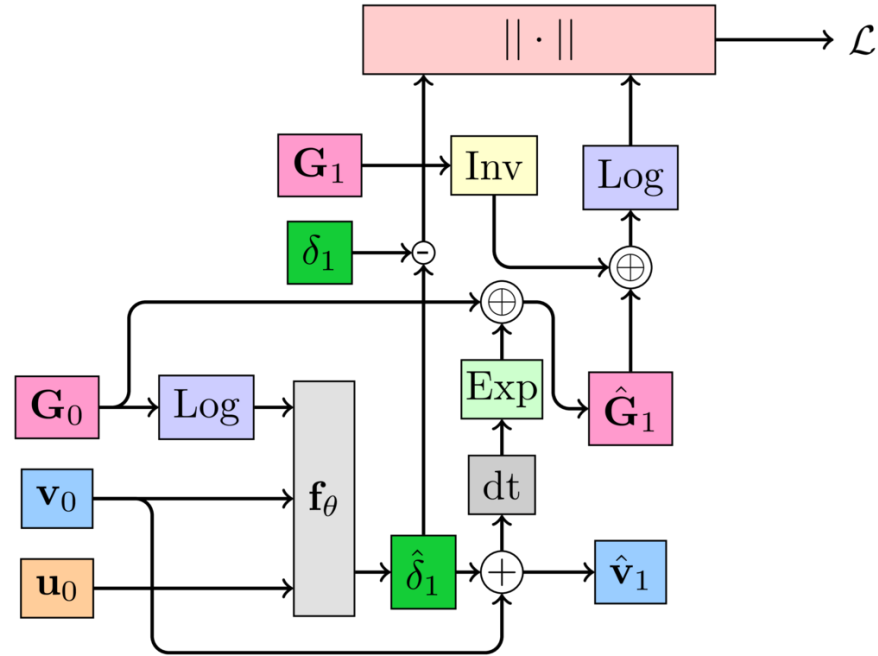 || · ||
ℒ
G₁
Inv
Log
δ₁
-
⊕
⊕
G₀
Log
Exp
Ĝ₁
v₀
f_θ
dt
u₀
δ̂₁
+
v̂₁